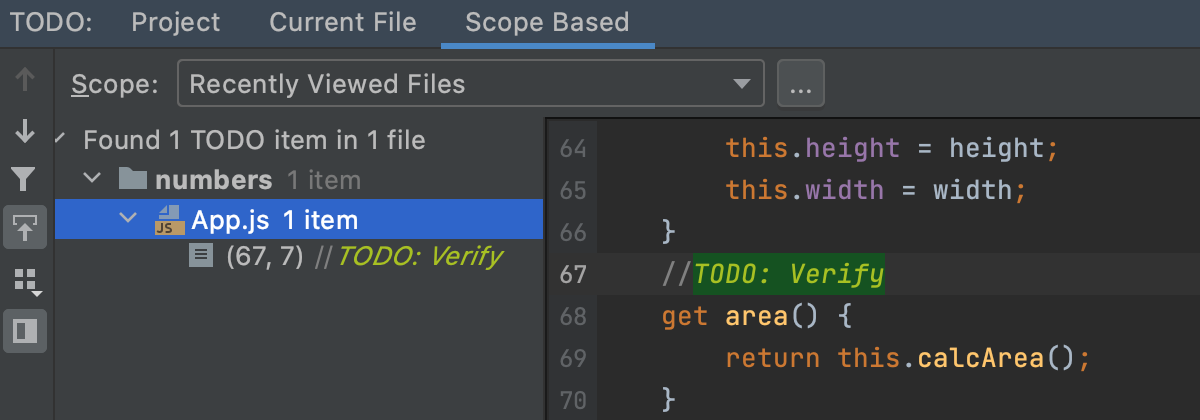 TODO: Project Current File Scope Based
Scope: Recently Viewed Files ...
Found 1 TODO item in 1 file
numbers 1 item
JS App.js 1 item
(67, 7) //TODO: Verify
64 this.height = height;
65 this.width = width;
66 }
67 //TODO: Verify
68 get area() {
69 return this.calcArea();
70 }